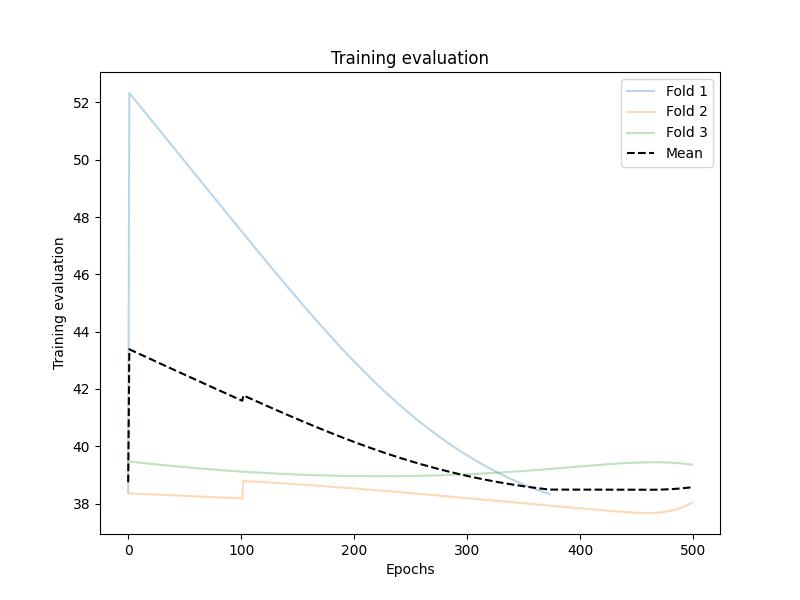 Training evaluation
Fold 1
Fold 2
Fold 3
Mean
Training evaluation
52
50
48
46
44
42
40
38
0 100 200 300 400 500
Epochs